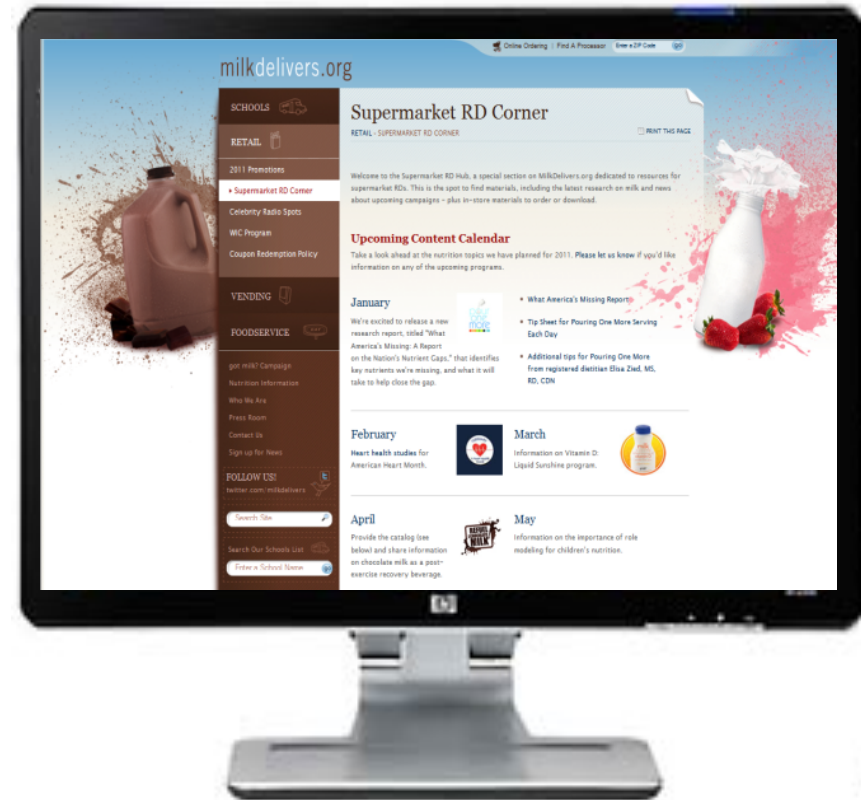 Online Ordering | Find A Processor Enter a ZIP Code GO
milkdelivers.org
SCHOOLS
RETAIL
2011 Promotions
Supermarket RD Corner
Celebrity Radio Spots
WIC Program
Coupon Redemption Policy
VENDING
FOODSERVICE
got milk? Campaign
Nutrition Information
Who We Are
Press Room
Contact Us
Sign up for News
FOLLOW US!
twitter.com/milkdelivers
Search Site
Search Our Schools List
Enter a School Name
Supermarket RD Corner
RETAIL - SUPERMARKET RD CORNER
PRINT THIS PAGE
Welcome to the Supermarket RD Hub, a special section on MilkDelivers.org dedicated to resources for
supermarket RDs. This is the spot to find materials, including the latest research on milk and news
about upcoming campaigns - plus in-store materials to order or download.
Upcoming Content Calendar
Take a look ahead at the nutrition topics we have planned for 2011. Please let us know if you'd like
information on any of the upcoming programs.
January
We're excited to release a new
research report, titled "What
America's Missing: A Report
on the Nation's Nutrient Gaps," that identifies
key nutrients we're missing, and what it will
take to help close the gap.
more
• What America's Missing Report
• Tip Sheet for Pouring One More Serving
Each Day
• Additional tips for Pouring One More
from registered dietitian Elisa Zied, MS,
RD, CDN
February
Heart health studies for
American Heart Month.
March
Information on Vitamin D:
Liquid Sunshine program.
April
Provide the catalog (see
below) and share information
on chocolate milk as a post-
exercise recovery beverage.
REFUEL
MILK
May
Information on the importance of role
modeling for children's nutrition.
hp